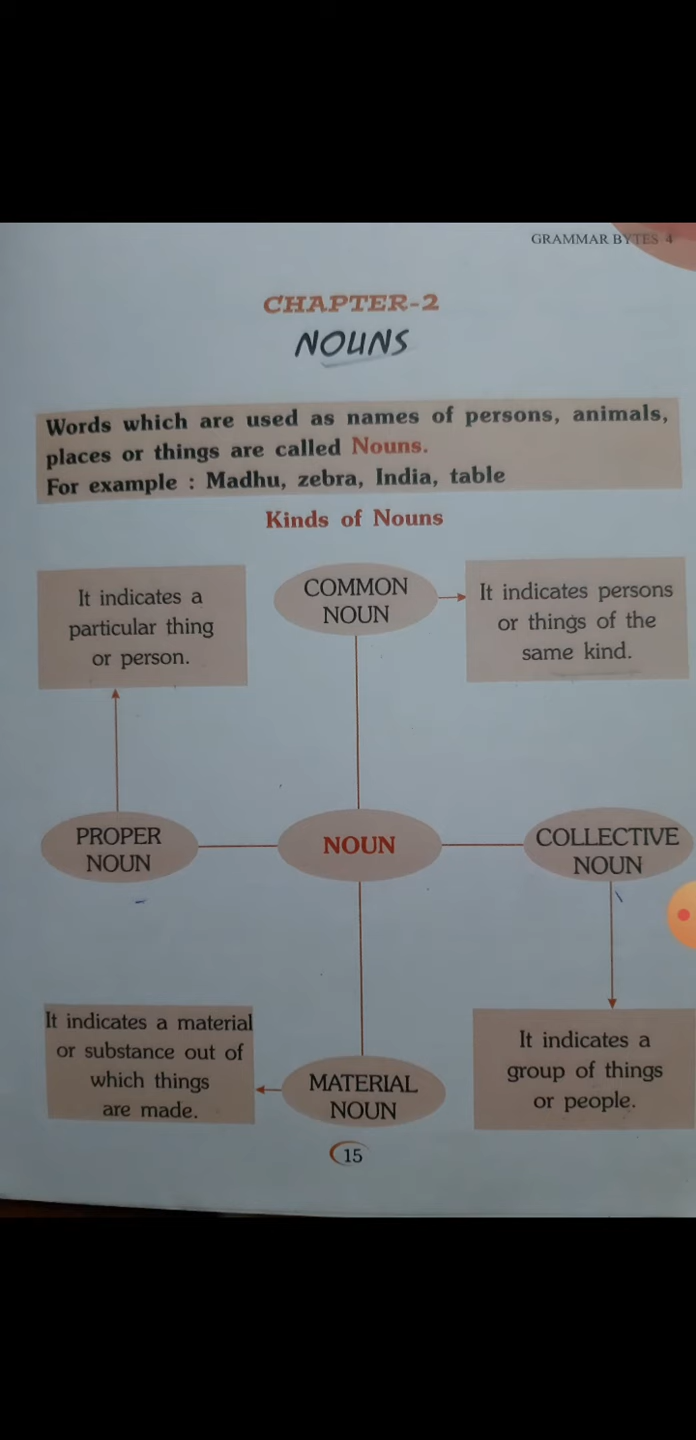 GRAMMAR BYTES 4
CHAPTER-2
NOUNS
Words which are used as names of persons, animals,
places or things are called Nouns.
For example : Madhu, zebra, India, table
Kinds of Nouns
It indicates a
particular thing
or person.
COMMON
NOUN
It indicates persons
or things of the
same kind.
PROPER
NOUN
NOUN
COLLECTIVE
NOUN
It indicates a material
or substance out of
which things
are made.
MATERIAL
NOUN
It indicates a
group of things
or people.
15